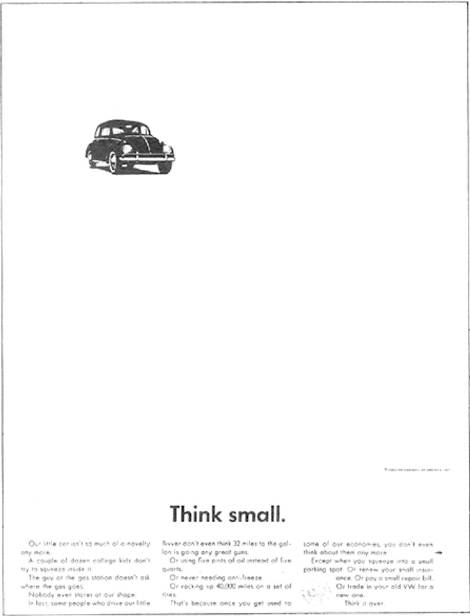 Think small.
Our little car isn't so much of a novelty
any more.
A couple of dozen college kids don't
try to squeeze inside it.
The guy at the gas station doesn't ask
where the gas goes.
Nobody even stares at our shape.
In fact, some people who drive our little
flivver don't even think 32 miles to the gal-
lon is going any great guns.
Or using five pints of oil instead of five
quarts.
Or never needing anti-freeze.
Or racking up 40,000 miles on a set of
tires.
That's because once you get used to
some of our economies, you don't even
think about them any more.
Except when you squeeze into a small
parking spot. Or renew your small insur-
ance. Or pay a small repair bill.
Or trade in your old VW for a
new one.
Think it over.